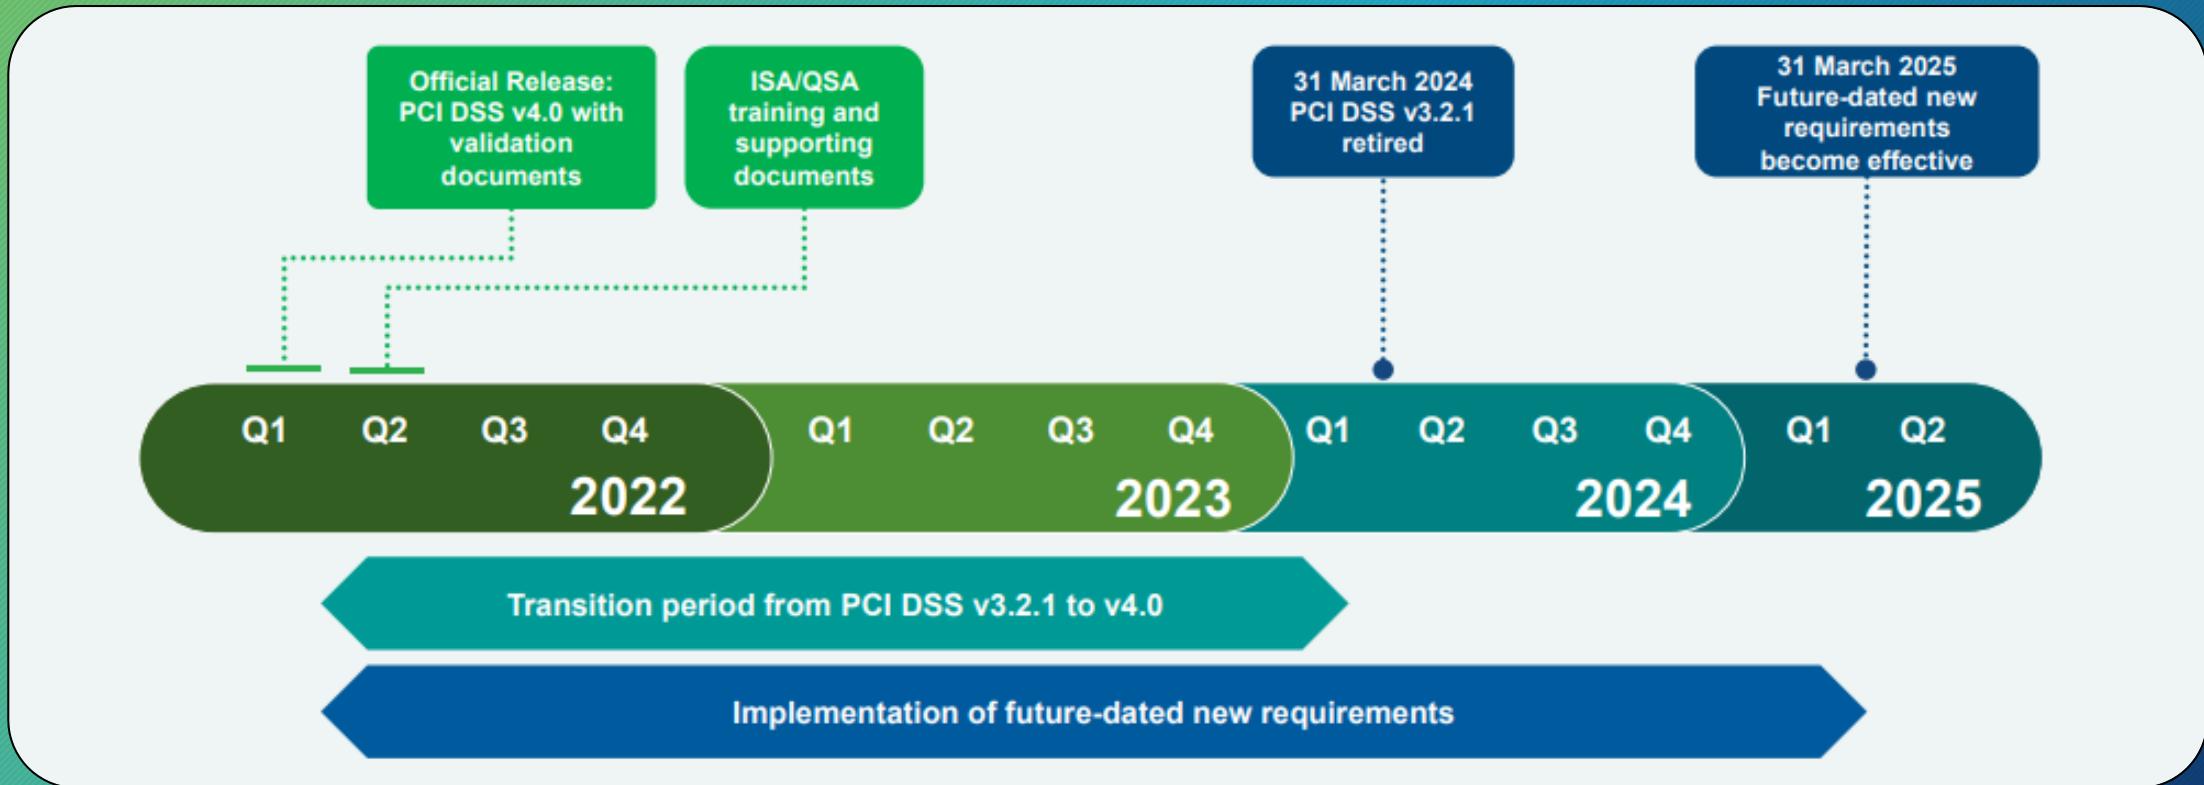 Official Release:
PCI DSS v4.0 with
validation
documents
ISA/QSA
training and
supporting
documents
31 March 2024
PCI DSS v3.2.1
retired
31 March 2025
Future-dated new
requirements
become effective
Q1 Q2 Q3 Q4
2022
Q1 Q2 Q3 Q4
2023
Q1 Q2 Q3 Q4
2024
Q1 Q2
2025
Transition period from PCI DSS v3.2.1 to v4.0
Implementation of future-dated new requirements